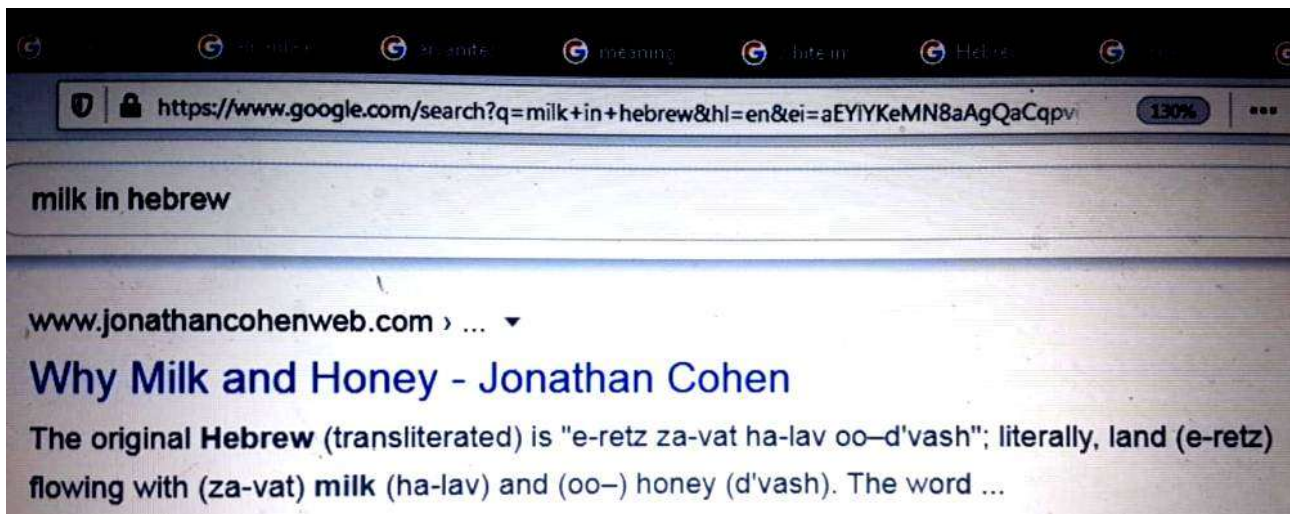 meaning
https://www.google.com/search?q=milk+in+hebrew&hl=en&ei=aEYlYKeMN8aAgQaCqpv 130%
milk in hebrew
www.jonathancohenweb.com › ...
Why Milk and Honey - Jonathan Cohen
The original Hebrew (transliterated) is "e-retz za-vat ha-lav oo–d'vash"; literally, land (e-retz)
flowing with (za-vat) milk (ha-lav) and (oo–) honey (d'vash). The word ...